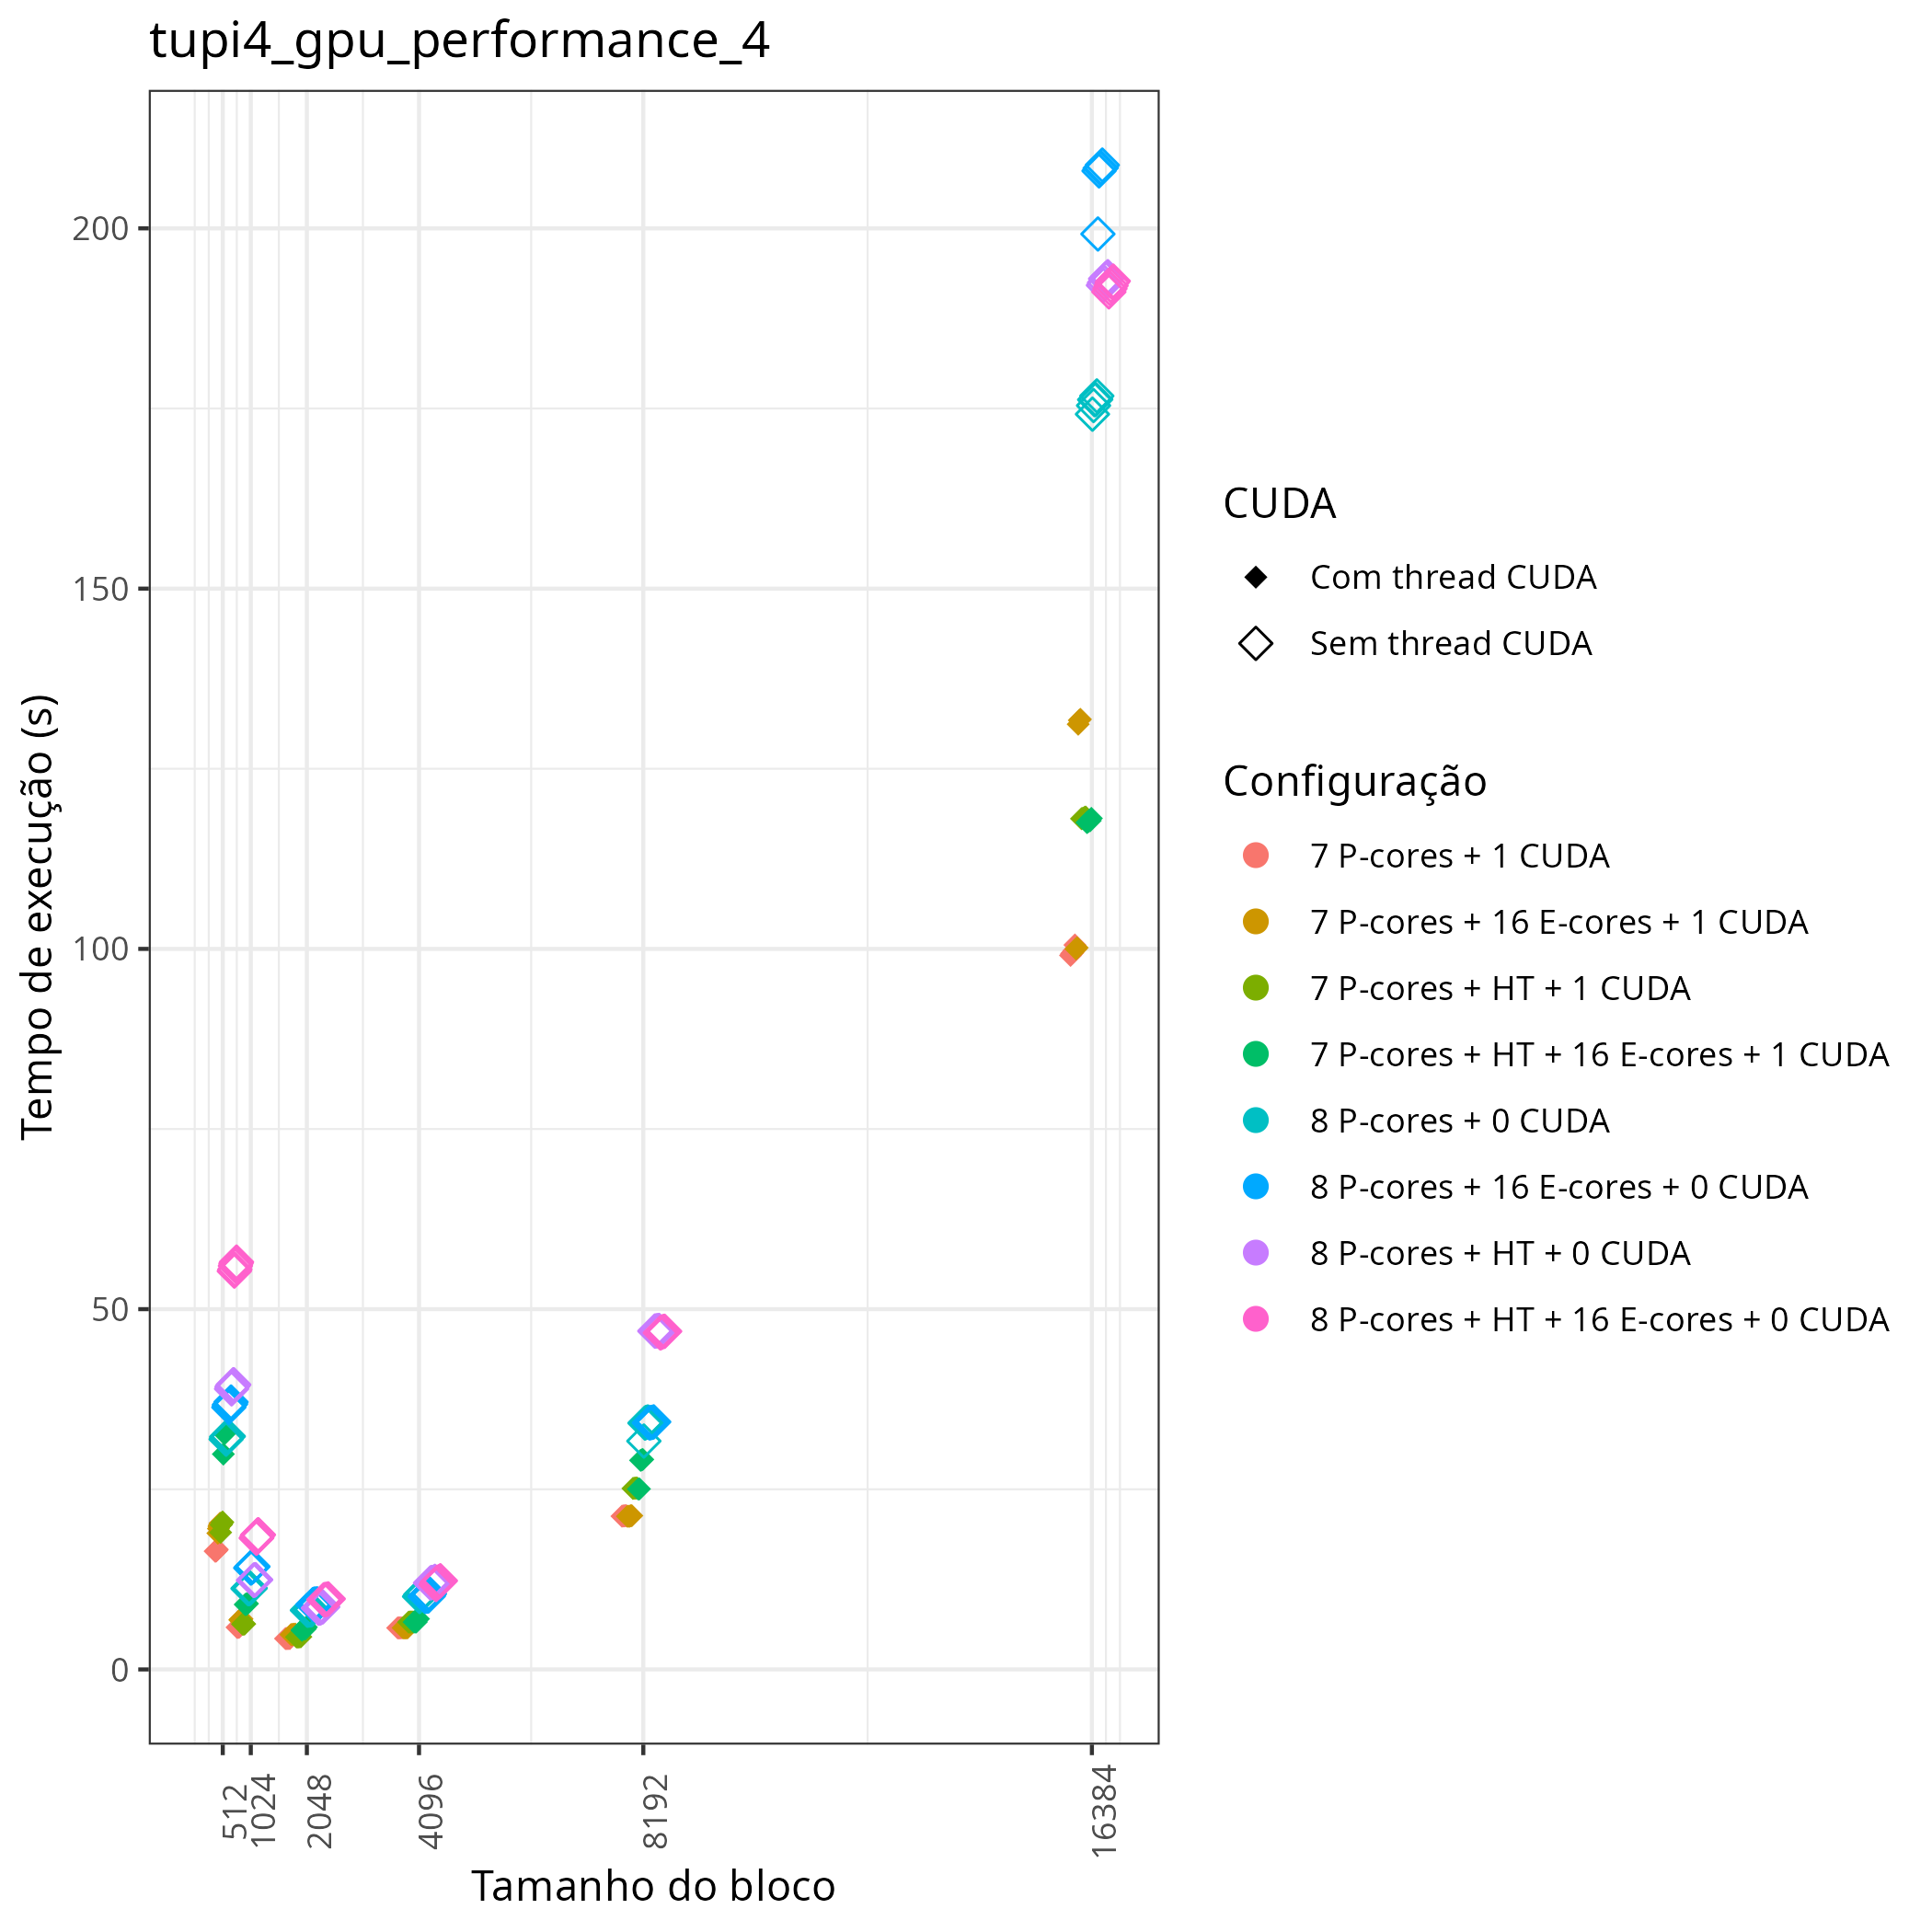 tupi4_gpu_performance_4
Tempo de execução (s)
200
150
100
50
0
512
1024
2048
4096
8192
16384
Tamanho do bloco
CUDA
Com thread CUDA
Sem thread CUDA
Configuração
7 P-cores + 1 CUDA
7 P-cores + 16 E-cores + 1 CUDA
7 P-cores + HT + 1 CUDA
7 P-cores + HT + 16 E-cores + 1 CUDA
8 P-cores + 0 CUDA
8 P-cores + 16 E-cores + 0 CUDA
8 P-cores + HT + 0 CUDA
8 P-cores + HT + 16 E-cores + 0 CUDA